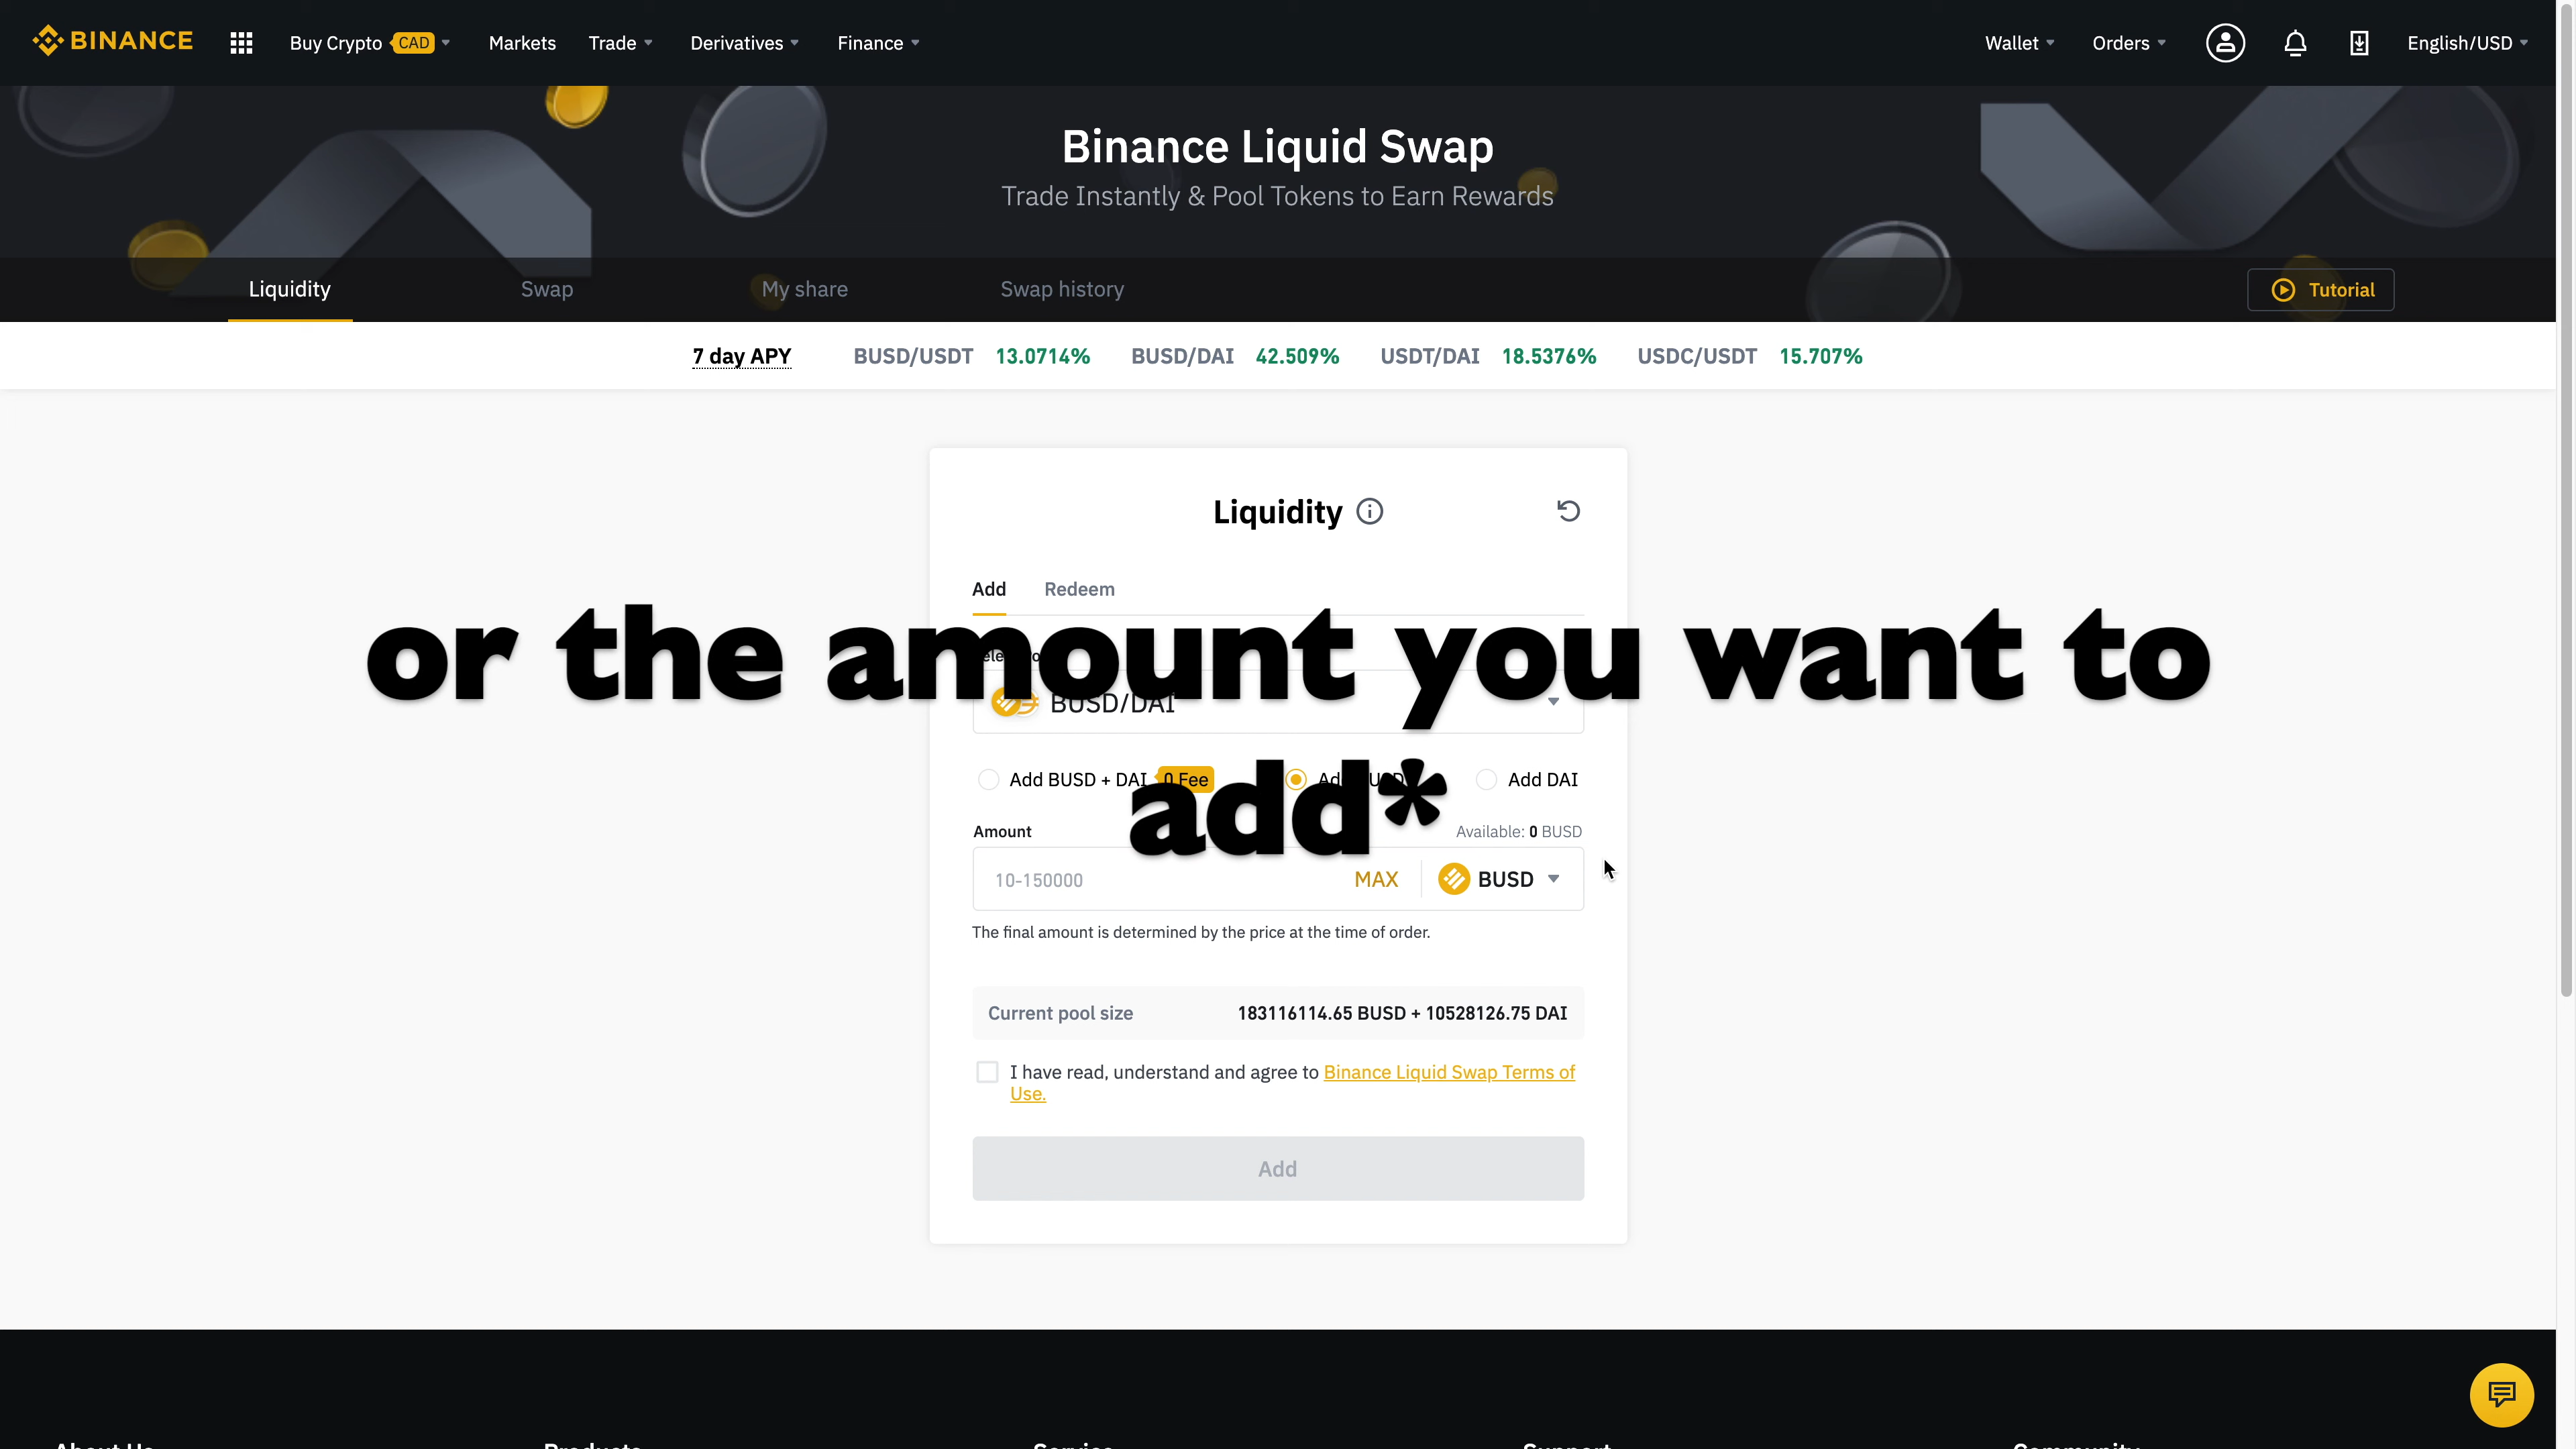 BINANCE Buy Crypto CAD Markets Trade Derivatives Finance Wallet Orders English/USD
Binance Liquid Swap
Trade Instantly & Pool Tokens to Earn Rewards
Liquidity Swap My share Swap history Tutorial
7 day APY BUSD/USDT 13.0714% BUSD/DAI 42.509% USDT/DAI 18.5376% USDC/USDT 15.707%
Liquidity
Add Redeem
or the amount you want to
BUSD/DAI
Add BUSD + DAI 0 Fee Add DAI
add*
Amount Available: 0 BUSD
10-150000 MAX BUSD
The final amount is determined by the price at the time of order.
Current pool size 183116114.65 BUSD + 10528126.75 DAI
I have read, understand and agree to Binance Liquid Swap Terms of
Use.
Add